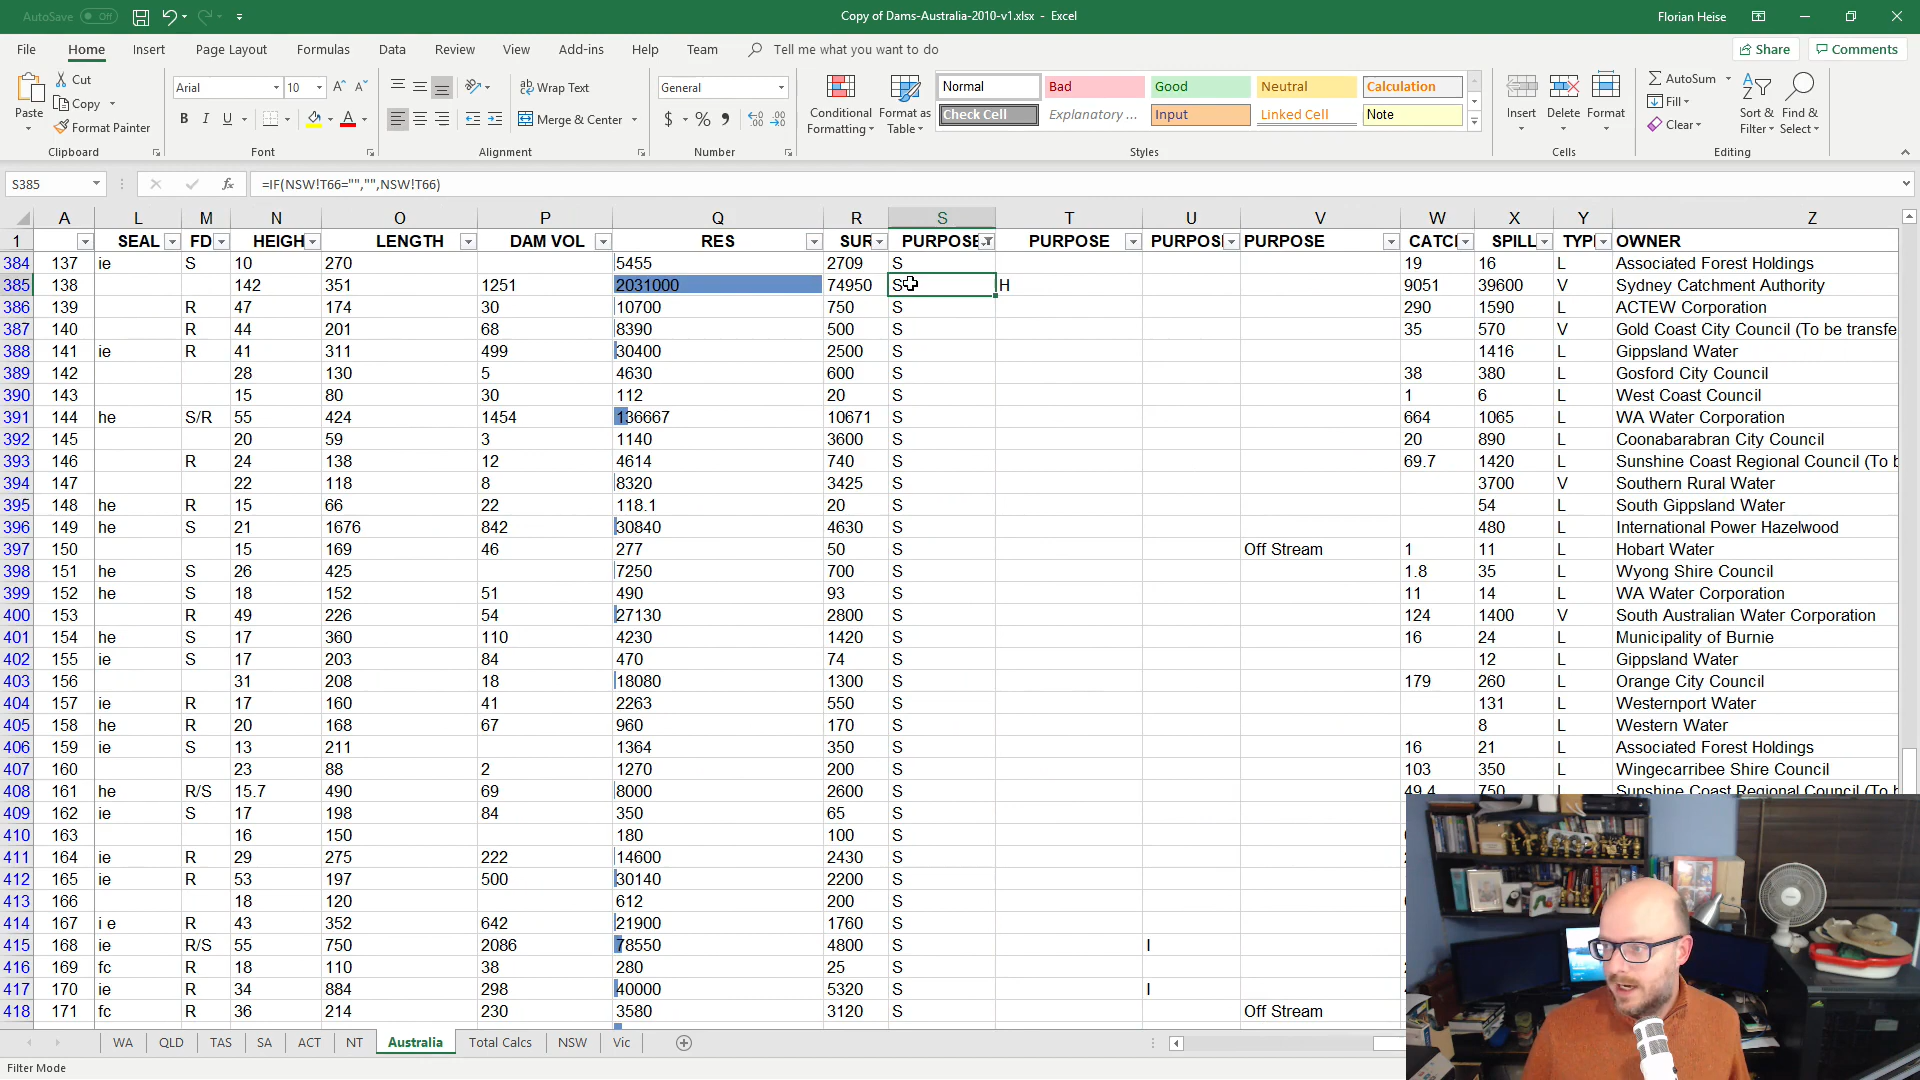 AutoSave Off
Copy of Dams-Australia-2010-v1.xlsx - Excel
Florian Heise
File Home Insert Page Layout Formulas Data Review View Add-ins Help Team Tell me what you want to do Share Comments
Paste Cut Copy Format Painter Clipboard
Arial 10 B I U Font
Wrap Text Merge & Center Alignment
General $ % Number
Conditional Formatting Format as Table
Normal Bad Good Neutral Calculation
Check Cell Explanatory ... Input Linked Cell Note
Styles
Insert Delete Format Cells
AutoSum Fill Clear Sort & Filter Find & Select Editing
S385 fx =IF(NSW!T66="","",NSW!T66)
A L M N O P Q R S T U V W X Y Z
1 SEAL FD HEIGH LENGTH DAM VOL RES SUR PURPOSE PURPOSE PURPOS PURPOSE CATC SPILL TYP OWNER
384 137 ie S 10 270 5455 2709 S 19 16 L Associated Forest Holdings
385 138 142 351 1251 2031000 74950 S H 9051 39600 V Sydney Catchment Authority
386 139 R 47 174 30 10700 750 S 290 1590 L ACTEW Corporation
387 140 R 44 201 68 8390 500 S 35 570 V Gold Coast City Council (To be transfe
388 141 ie R 41 311 499 30400 2500 S 1416 L Gippsland Water
389 142 28 130 5 4630 600 S 38 380 L Gosford City Council
390 143 15 80 30 112 20 S 1 6 L West Coast Council
391 144 he S/R 55 424 1454 136667 10671 S 664 1065 L WA Water Corporation
392 145 20 59 3 1140 3600 S 20 890 L Coonabarabran City Council
393 146 R 24 138 12 4614 740 S 69.7 1420 L Sunshine Coast Regional Council (To b
394 147 22 118 8 8320 3425 S 3700 V Southern Rural Water
395 148 he R 15 66 22 118.1 20 S 54 L South Gippsland Water
396 149 he S 21 1676 842 30840 4630 S 480 L International Power Hazelwood
397 150 15 169 46 277 50 S Off Stream 1 11 L Hobart Water
398 151 he S 26 425 7250 700 S 1.8 35 L Wyong Shire Council
399 152 he S 18 152 51 490 93 S 11 14 L WA Water Corporation
400 153 R 49 226 54 27130 2800 S 124 1400 V South Australian Water Corporation
401 154 he S 17 360 110 4230 1420 S 16 24 L Municipality of Burnie
402 155 ie S 17 203 84 470 74 S 12 L Gippsland Water
403 156 31 208 18 18080 1300 S 179 260 L Orange City Council
404 157 ie R 17 160 41 2263 550 S 131 L Westernport Water
405 158 he R 20 168 67 960 170 S 8 L Western Water
406 159 ie S 13 211 1364 350 S 16 21 L Associated Forest Holdings
407 160 23 88 2 1270 200 S 103 350 L Wingecarribee Shire Council
408 161 he R/S 15.7 490 69 8000 2600 S 49.4 750 L Sunshine Coast Regional Council (To b
409 162 ie S 17 198 84 350 65 S
410 163 16 150 180 100 S
411 164 ie R 29 275 222 14600 2430 S
412 165 ie R 53 197 500 30140 2200 S
413 166 18 120 612 200 S
414 167 i e R 43 352 642 21900 1760 S
415 168 ie R/S 55 750 2086 78550 4800 S I
416 169 fc R 18 110 38 280 25 S
417 170 ie R 34 884 298 40000 5320 S I
418 171 fc R 36 214 230 3580 3120 S Off Stream
WA QLD TAS SA ACT NT Australia Total Calcs NSW Vic
Filter Mode